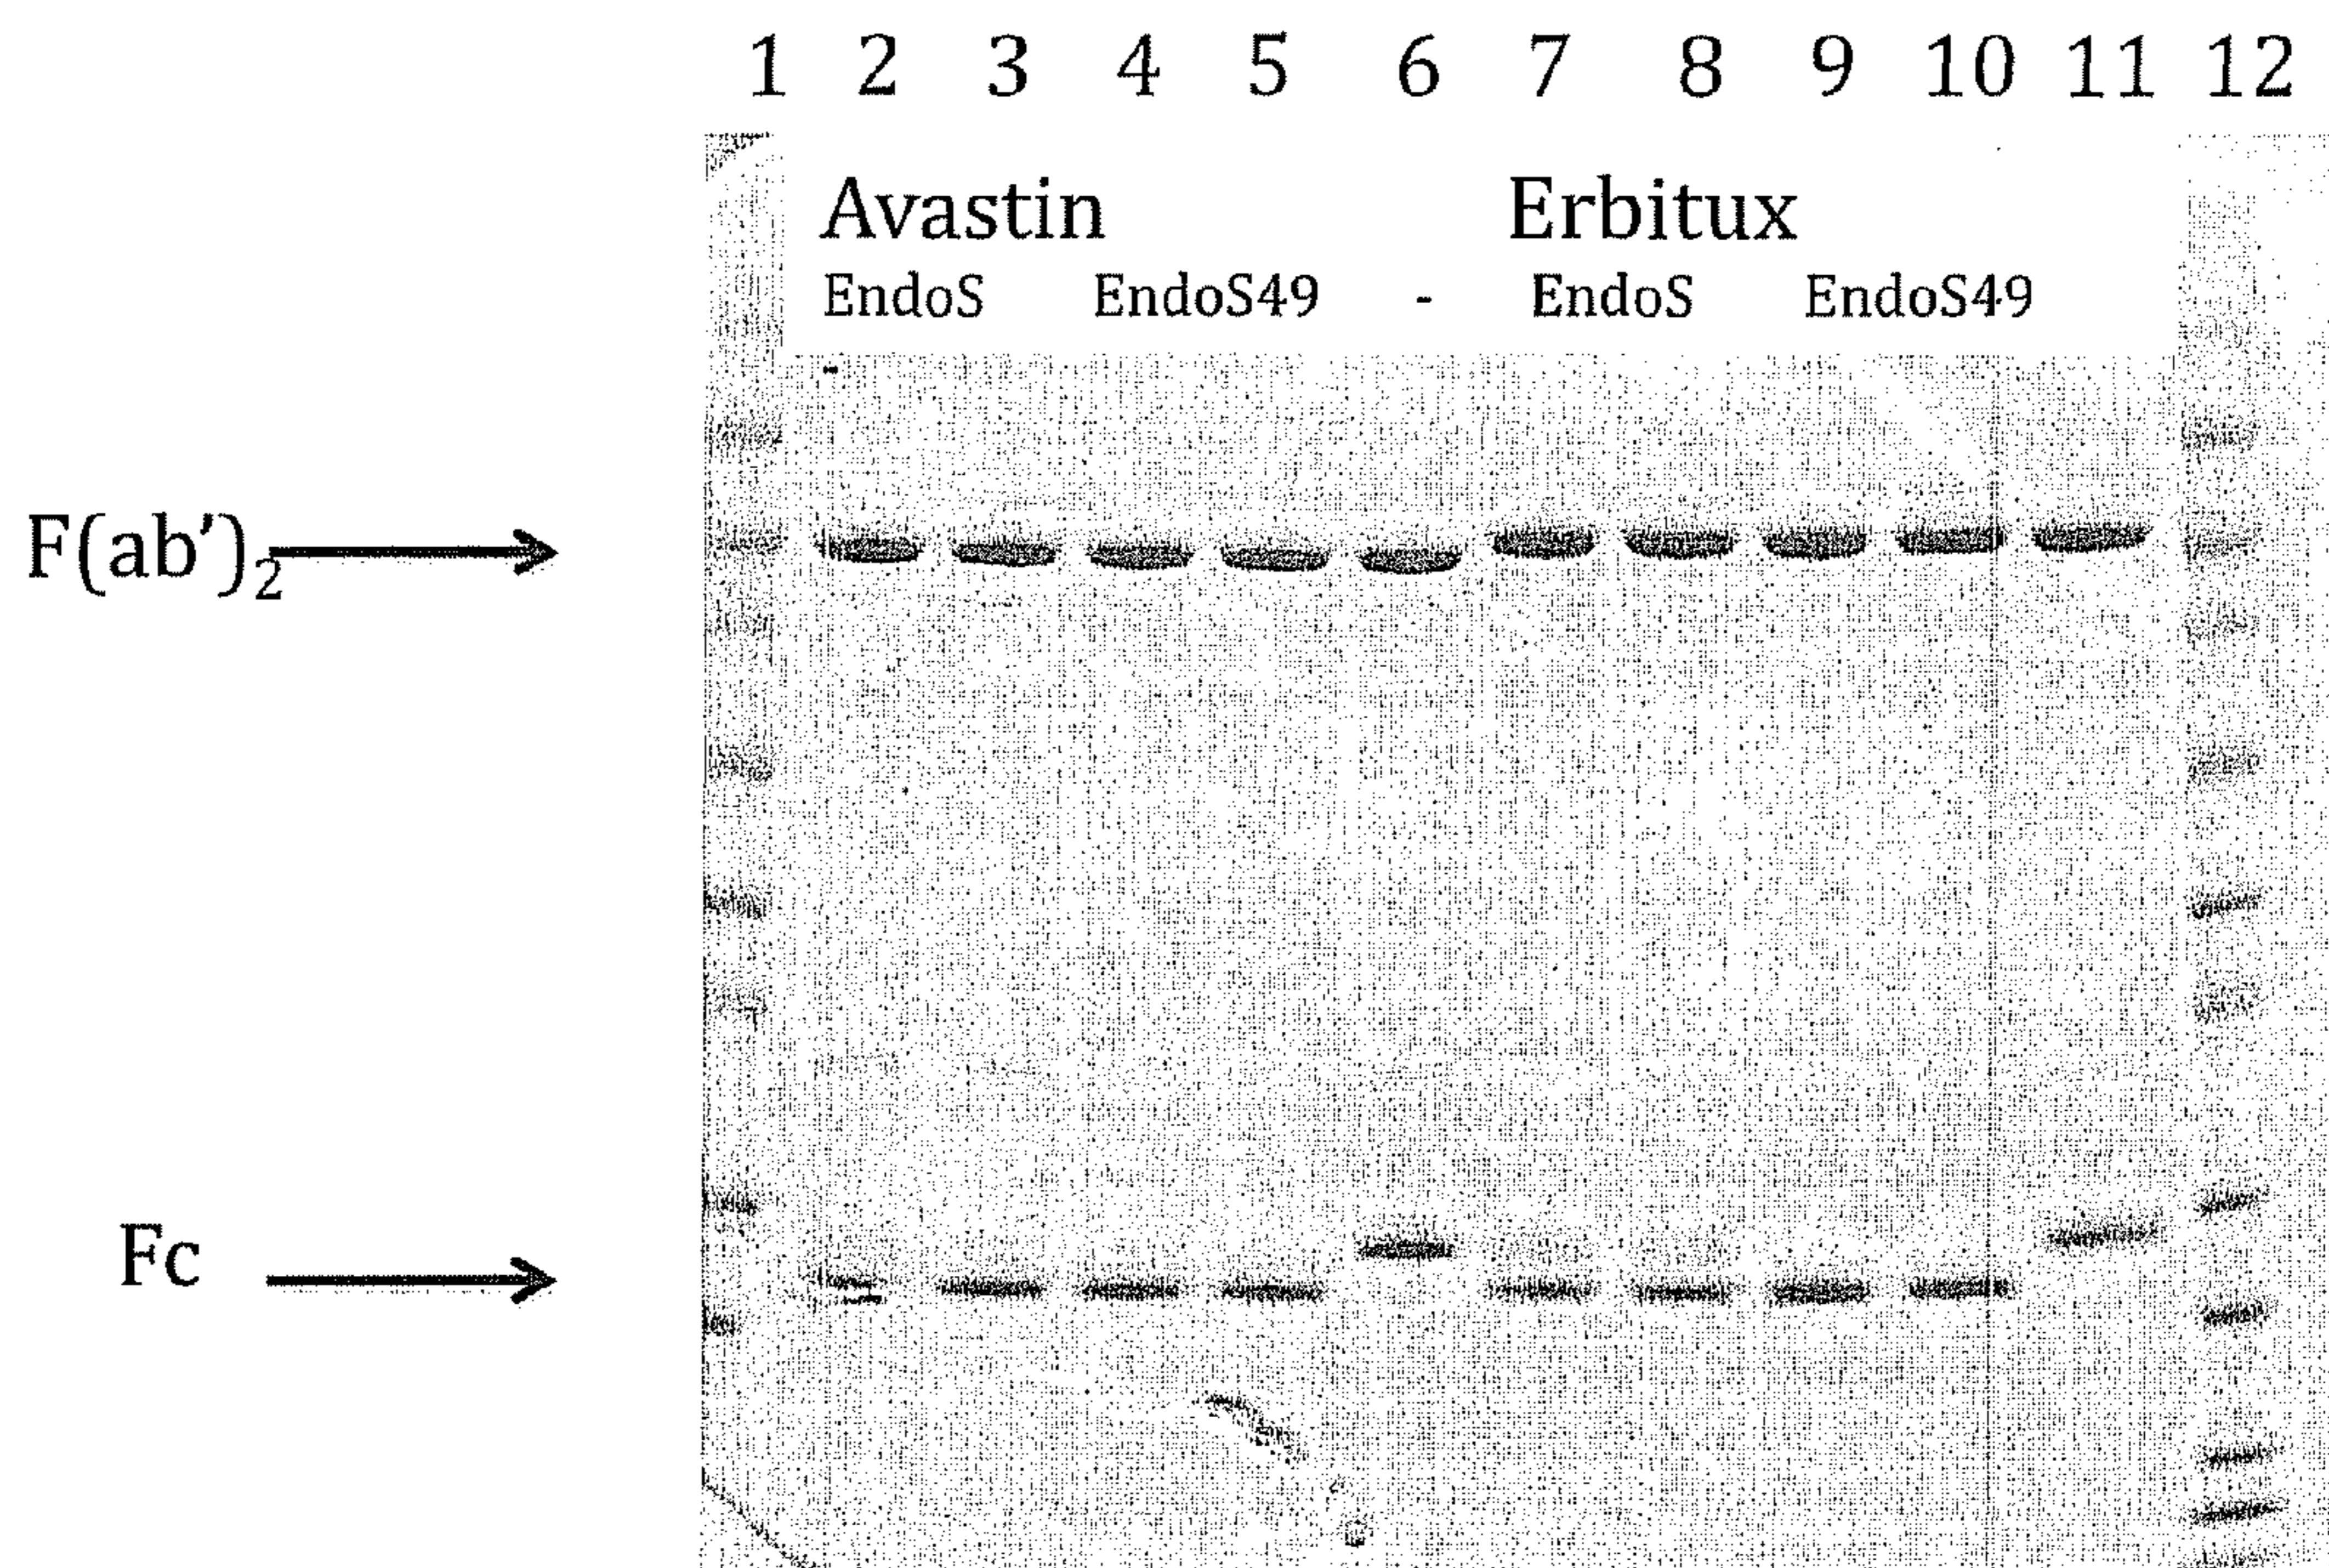 1 2 3 4 5 6 7 8 9 10 11 12
Avastin Erbitux
EndoS EndoS49 - EndoS EndoS49
F(ab’)₂
Fc